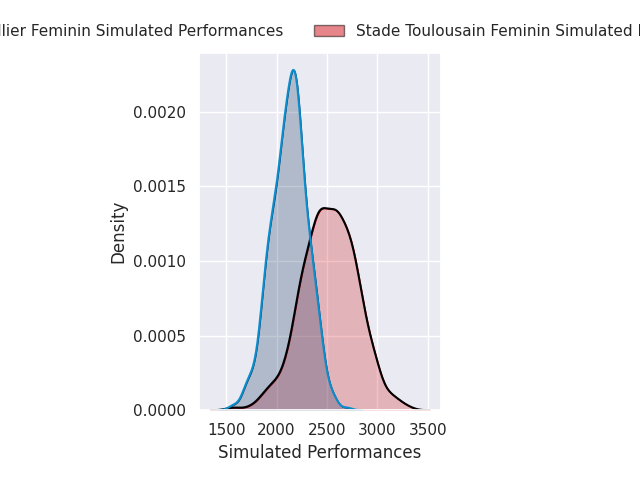 Feminin Simulated Performances
Stade Toulousain Feminin Simulated
Density
0.0020
0.0015
0.0010
0.0005
0.0000
1500 2000 2500 3000 3500
Simulated Performances